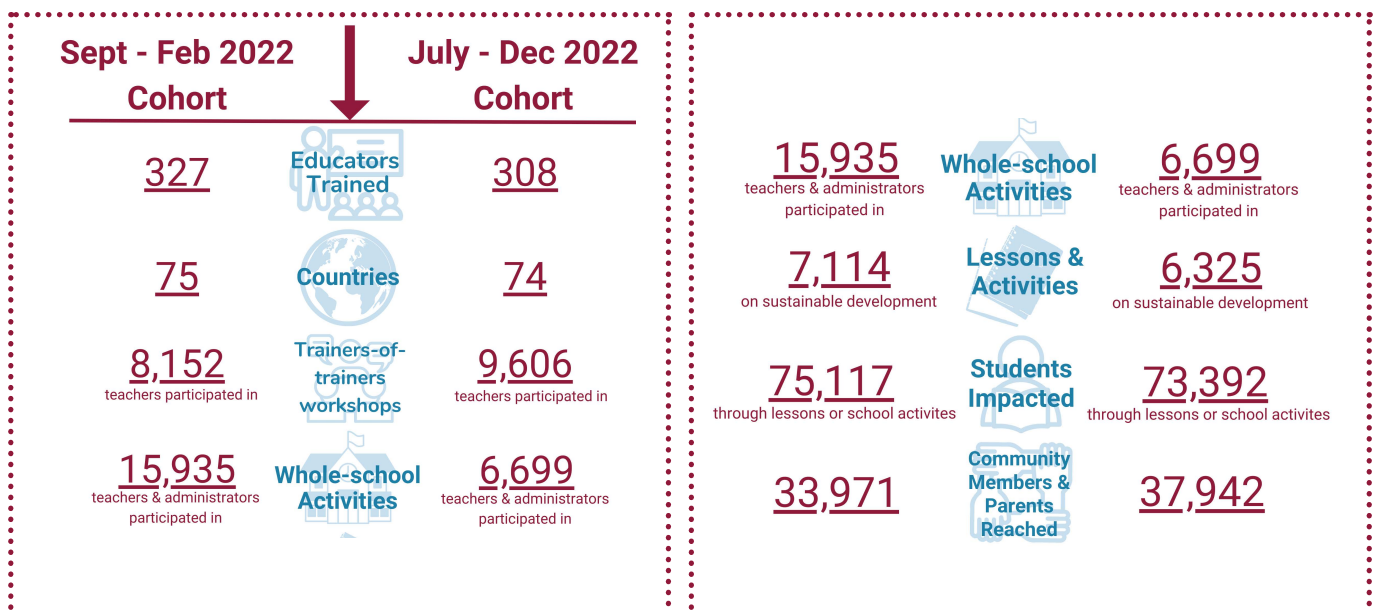 Sept - Feb 2022
Cohort
July - Dec 2022
Cohort
327
Educators
Trained
308
75
Countries
74
8,152
teachers participated in
Trainers-of-
trainers
workshops
9,606
teachers participated in
15,935
teachers & administrators
participated in
Whole-school
Activities
6,699
teachers & administrators
participated in
15,935
teachers & administrators
participated in
Whole-school
Activities
6,699
teachers & administrators
participated in
7,114
on sustainable development
Lessons &
Activities
6,325
on sustainable development
75,117
through lessons or school activites
Students
Impacted
73,392
through lessons or school activites
33,971
Community
Members &
Parents
Reached
37,942